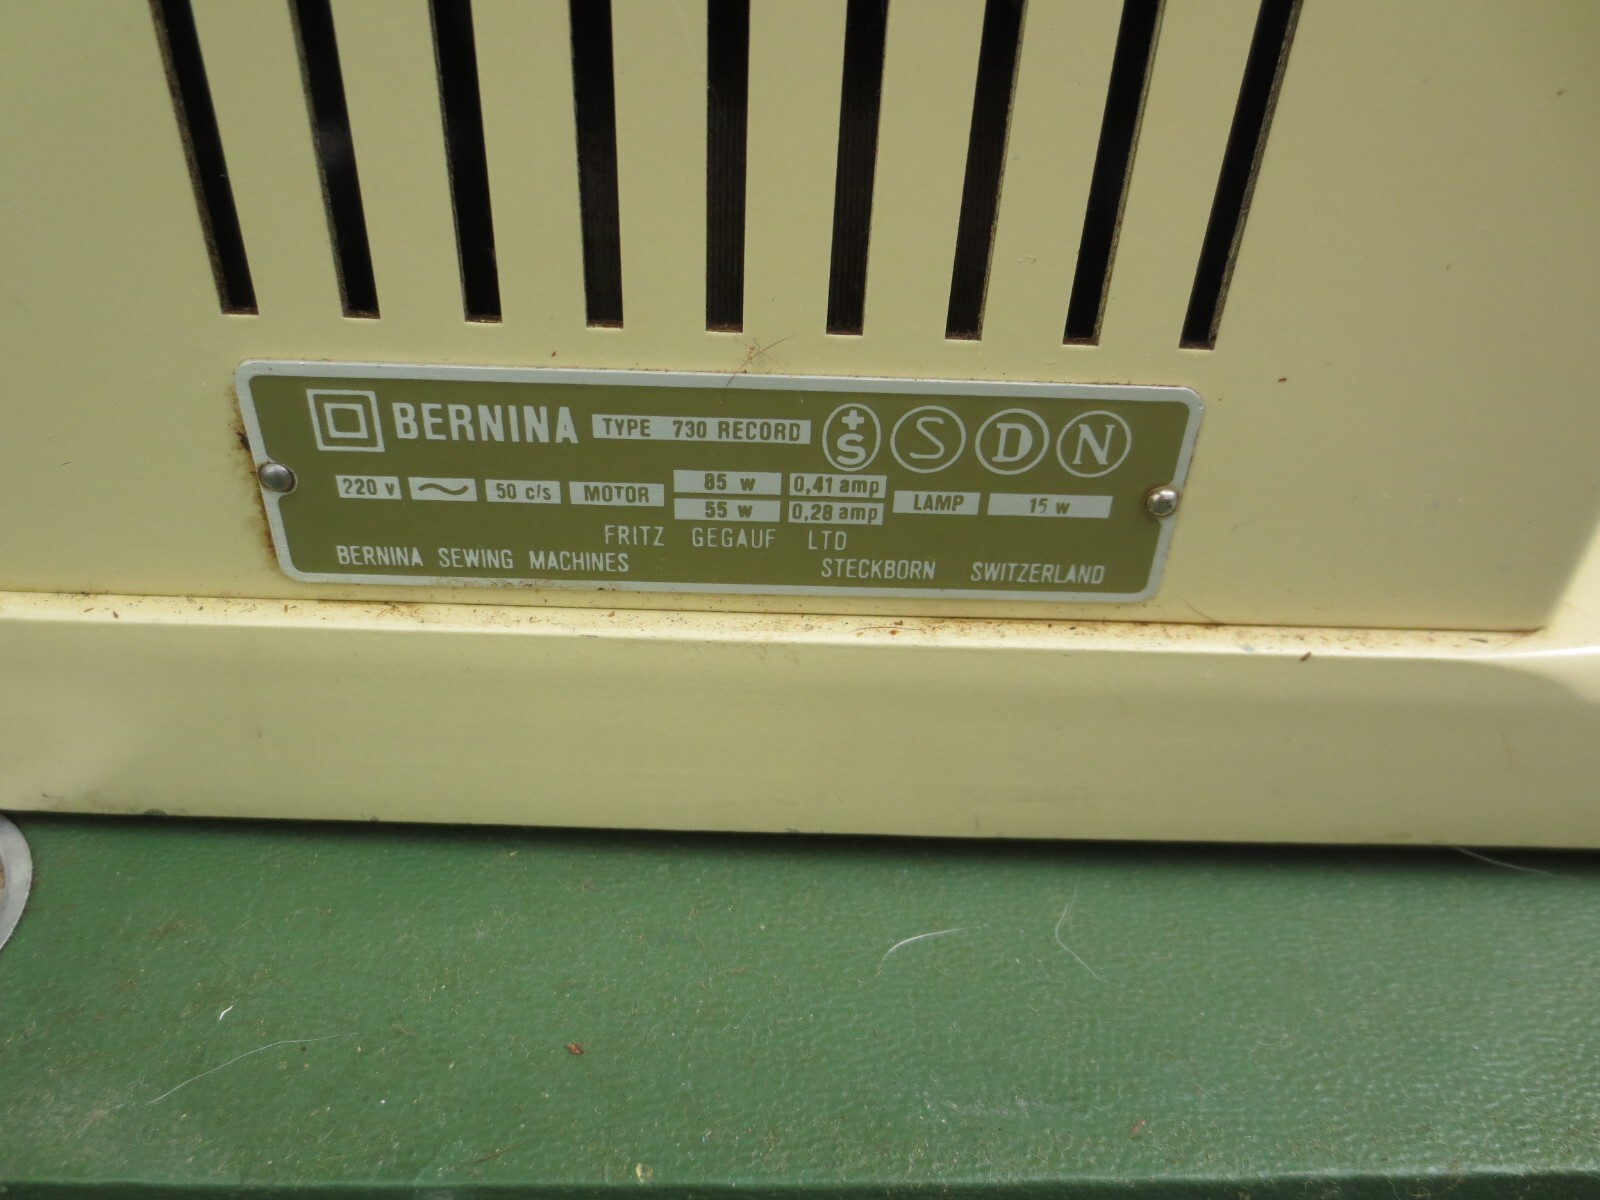 BERNINA TYPE 730 RECORD +S S D N
220 v ~ 50 c/s MOTOR 85 w 0,41 amp LAMP 15 w
55 w 0,28 amp
FRITZ GEGAUF LTD
BERNINA SEWING MACHINES STECKBORN SWITZERLAND